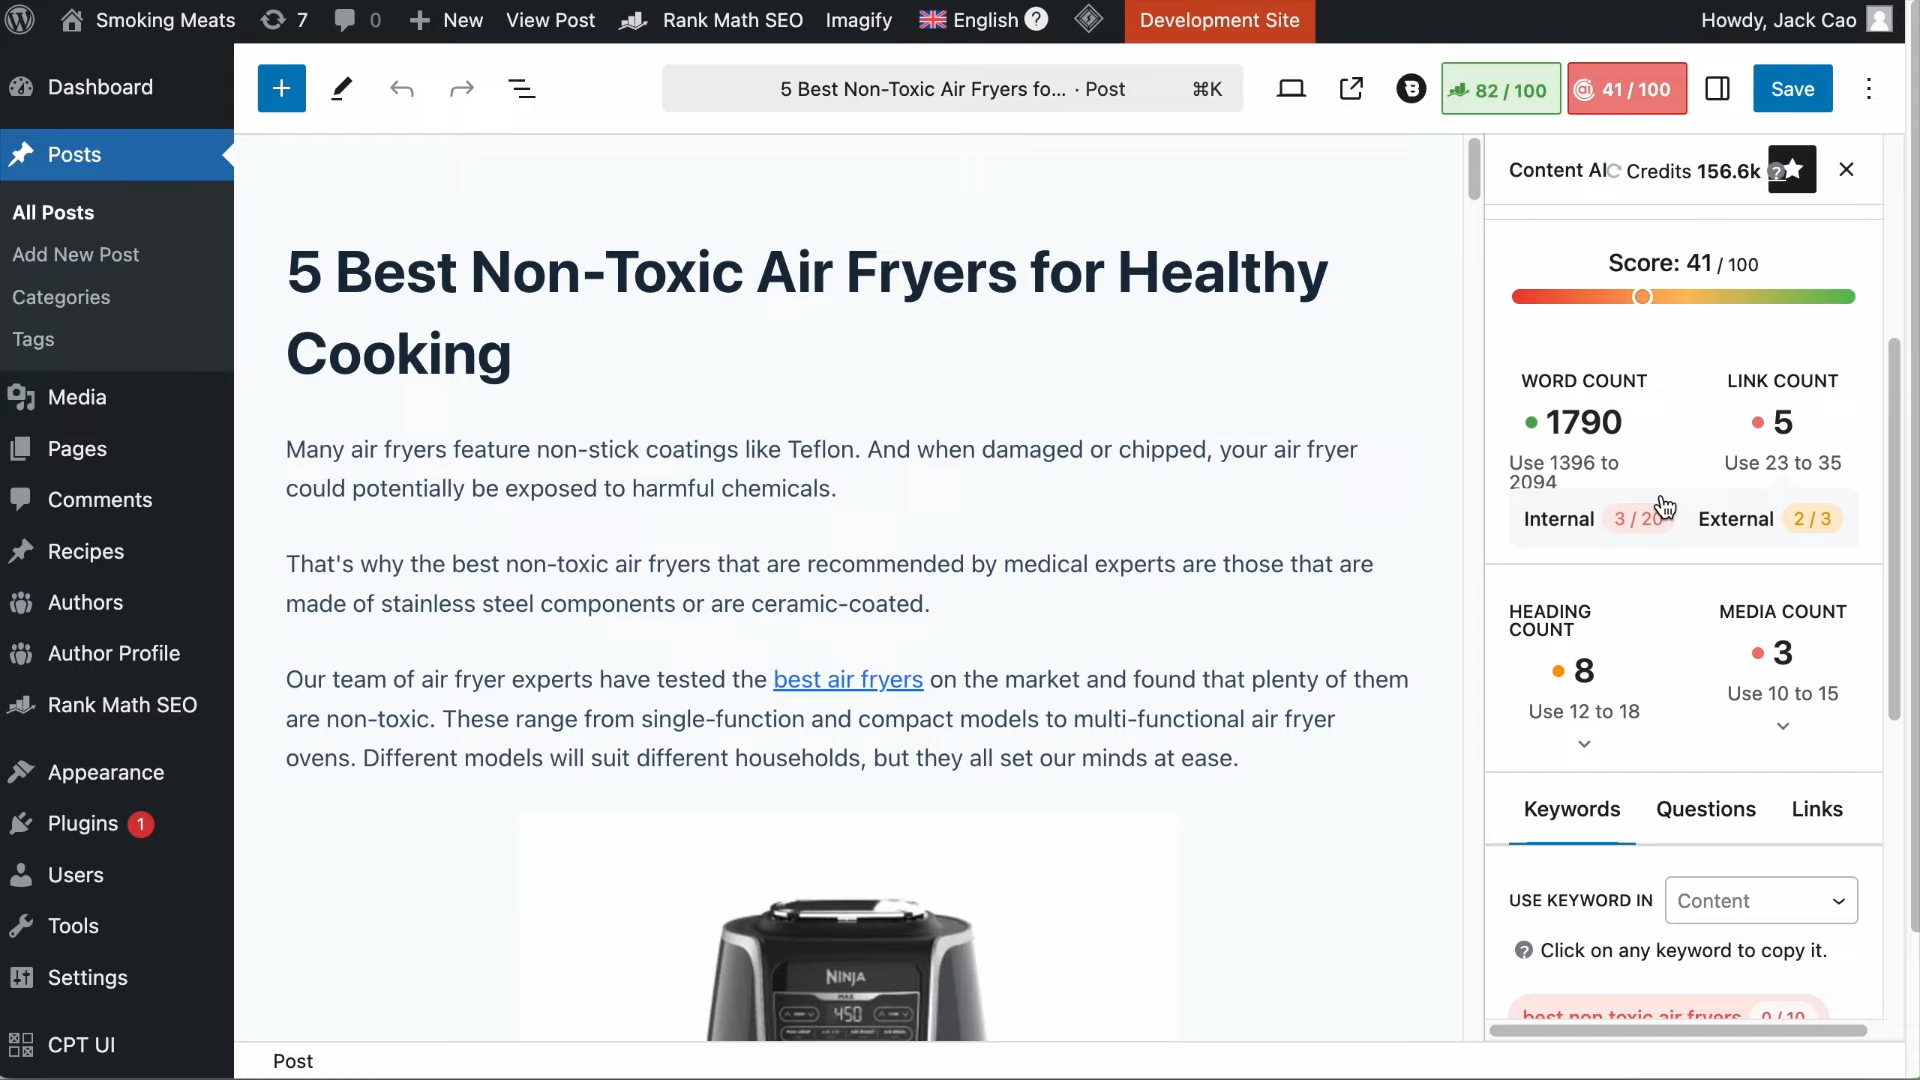 Smoking Meats 7 0 New View Post Rank Math SEO Imagify English ? Development Site Howdy, Jack Cao
Dashboard
Posts
All Posts
Add New Post
Categories
Tags
Media
Pages
Comments
Recipes
Authors
Author Profile
Rank Math SEO
Appearance
Plugins 1
Users
Tools
Settings
CPT UI
5 Best Non-Toxic Air Fryers fo... · Post ⌘K
82 / 100
41 / 100
Save
5 Best Non-Toxic Air Fryers for Healthy
Cooking
Many air fryers feature non-stick coatings like Teflon. And when damaged or chipped, your air fryer
could potentially be exposed to harmful chemicals.
That's why the best non-toxic air fryers that are recommended by medical experts are those that are
made of stainless steel components or are ceramic-coated.
Our team of air fryer experts have tested the best air fryers on the market and found that plenty of them
are non-toxic. These range from single-function and compact models to multi-functional air fryer
ovens. Different models will suit different households, but they all set our minds at ease.
NINJA
MAX
450
Post
Content AI Credits 156.6k ?
Score: 41 / 100
WORD COUNT
1790
Use 1396 to
2094
LINK COUNT
5
Use 23 to 35
Internal 3 / 20 External 2 / 3
HEADING
COUNT
8
Use 12 to 18
MEDIA COUNT
3
Use 10 to 15
Keywords Questions Links
USE KEYWORD IN Content
? Click on any keyword to copy it.
best non toxic air fryers 0 / 10